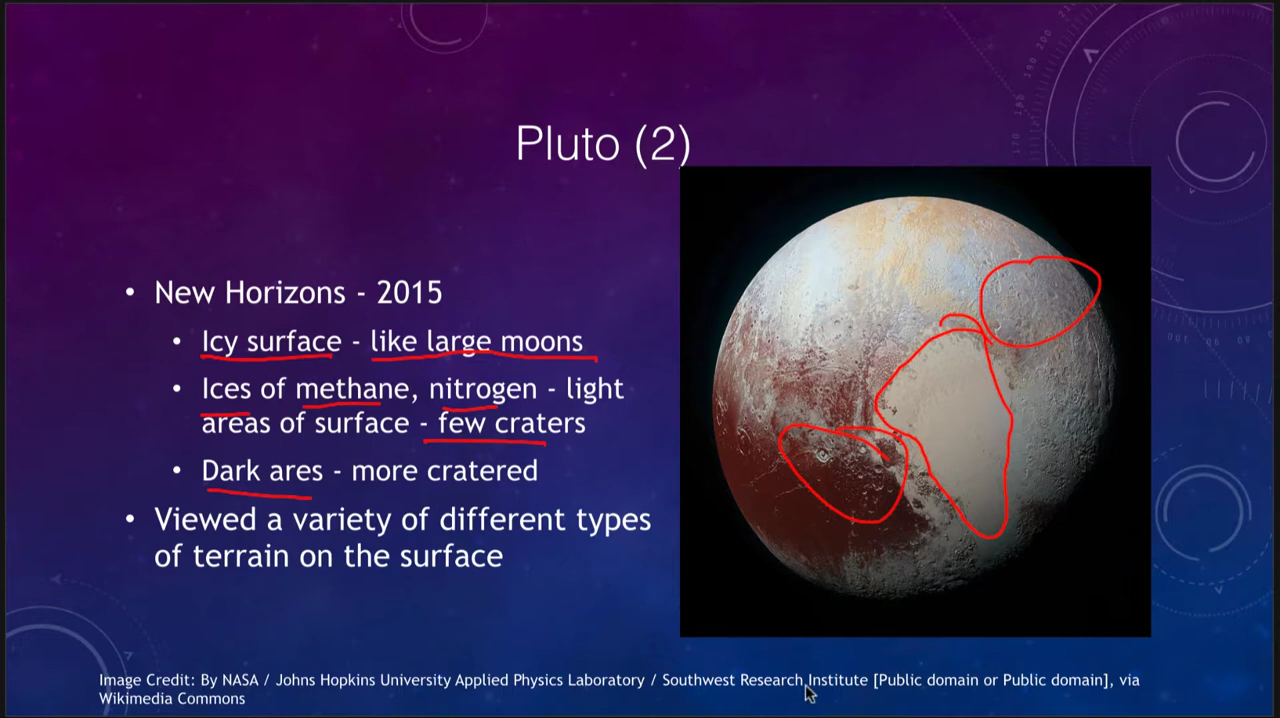 Pluto (2)
• New Horizons - 2015
• Icy surface - like large moons
• Ices of methane, nitrogen - light
areas of surface - few craters
• Dark ares - more cratered
• Viewed a variety of different types
of terrain on the surface
Image Credit: By NASA / Johns Hopkins University Applied Physics Laboratory / Southwest Research Institute [Public domain or Public domain], via
Wikimedia Commons